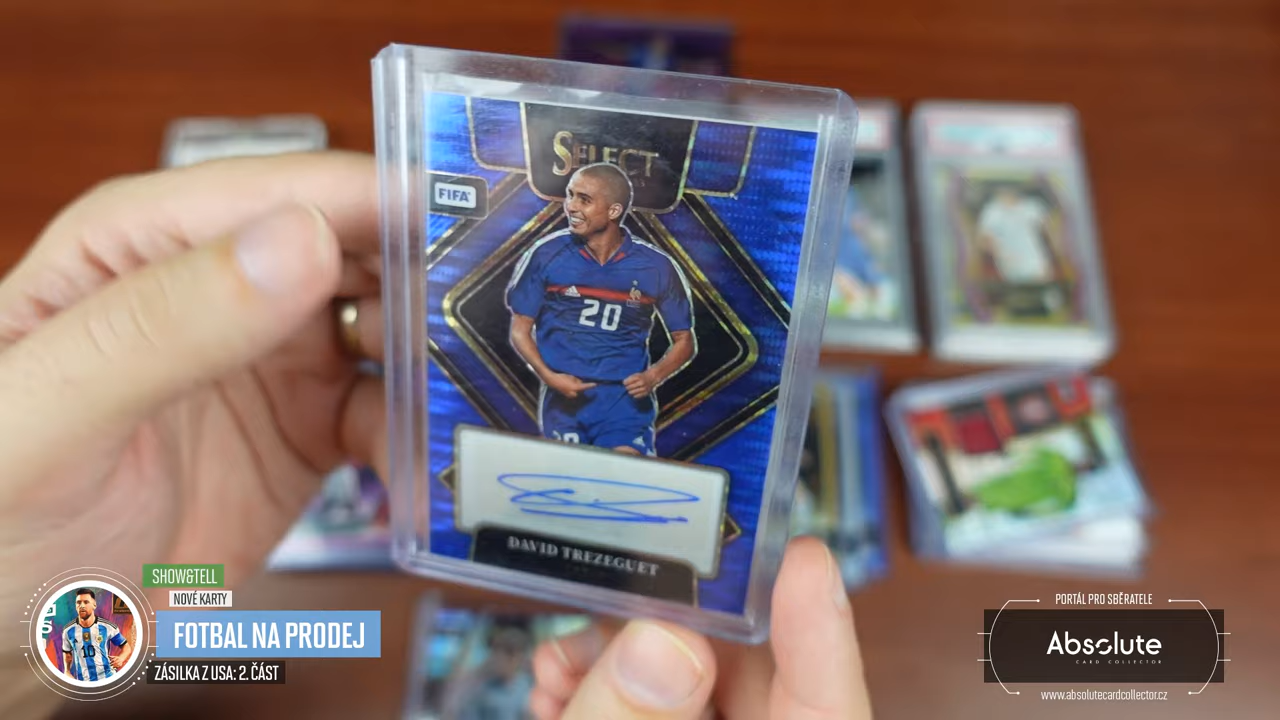 SELECT
FIFA
20
20
DAVID TREZEGUET
SHOW&TELL
NOVÉ KARTY
FOTBAL NA PRODEJ
ZÁSILKA Z USA: 2. ČÁST
PORTÁL PRO SBĚRATELE
Absolute
CARD COLLECTOR
www.absolutecardcollector.cz